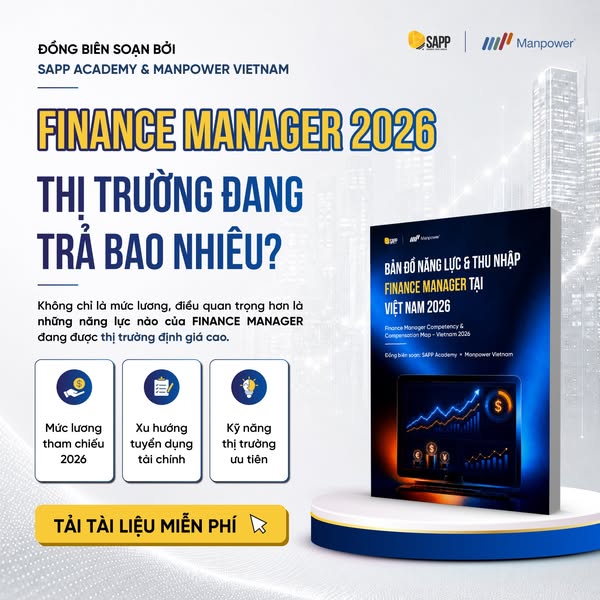 ĐỒNG BIÊN SOẠN BỞI
SAPP ACADEMY & MANPOWER VIETNAM
SAPP
Manpower
FINANCE MANAGER 2026
THỊ TRƯỜNG ĐANG
TRẢ BAO NHIÊU?
Không chỉ là mức lương, điều quan trọng hơn là
những năng lực nào của FINANCE MANAGER
đang được thị trường định giá cao.
Mức lương
tham chiếu
2026
Xu hướng
tuyển dụng
tài chính
Kỹ năng
thị trường
ưu tiên
TẢI TÀI LIỆU MIỄN PHÍ
SAPP
Manpower
BẢN ĐỒ NĂNG LỰC & THU NHẬP
FINANCE MANAGER TẠI
VIỆT NAM 2026
Finance Manager Competency &
Compensation Map - Vietnam 2026
Đồng biên soạn: SAPP Academy × Manpower Vietnam